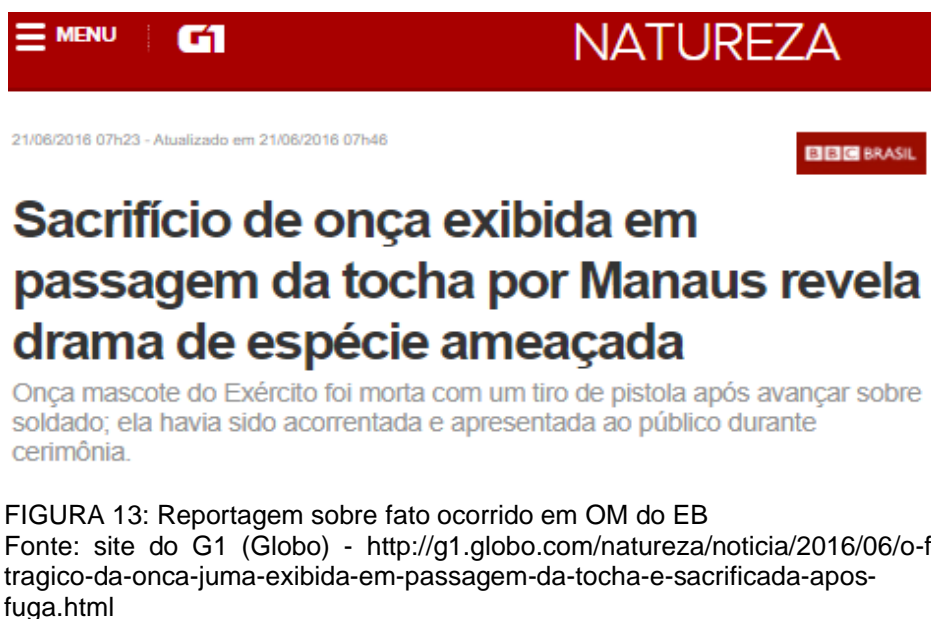 MENU G1 NATUREZA
21/06/2016 07h23 - Atualizado em 21/06/2016 07h46
BBC BRASIL
Sacrifício de onça exibida em
passagem da tocha por Manaus revela
drama de espécie ameaçada
Onça mascote do Exército foi morta com um tiro de pistola após avançar sobre
soldado; ela havia sido acorrentada e apresentada ao público durante
cerimônia.
FIGURA 13: Reportagem sobre fato ocorrido em OM do EB
Fonte: site do G1 (Globo) - http://g1.globo.com/natureza/noticia/2016/06/o-f
tragico-da-onca-juma-exibida-em-passagem-da-tocha-e-sacrificada-apos-
fuga.html